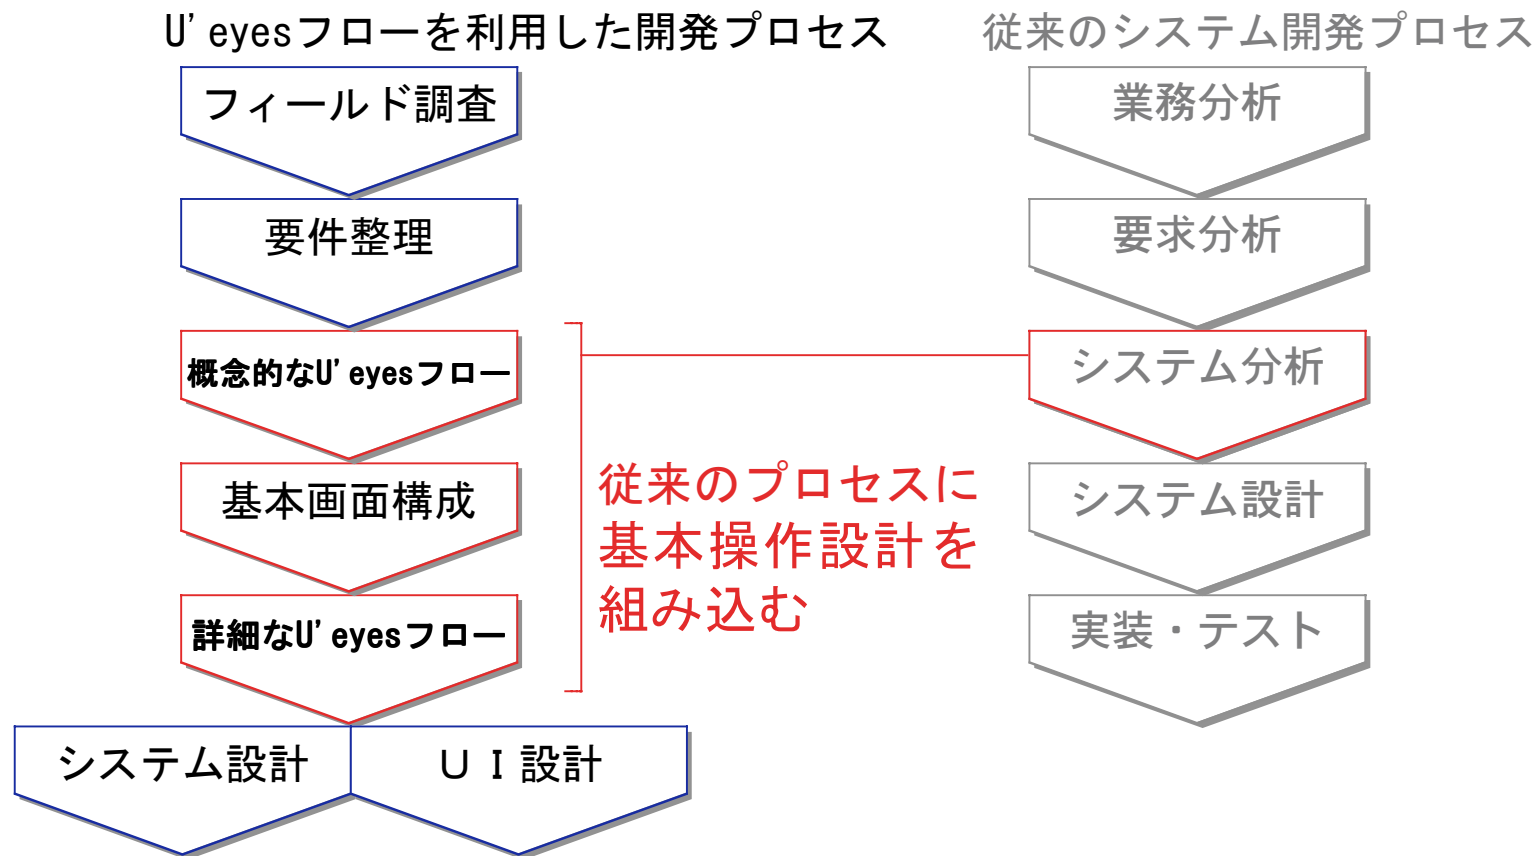 U'eyesフローを利用した開発プロセス
フィールド調査
要件整理
概念的なU'eyesフロー
基本画面構成
詳細なU'eyesフロー
システム設計
ＵＩ設計
従来のプロセスに
基本操作設計を
組み込む
従来のシステム開発プロセス
業務分析
要求分析
システム分析
システム設計
実装・テスト